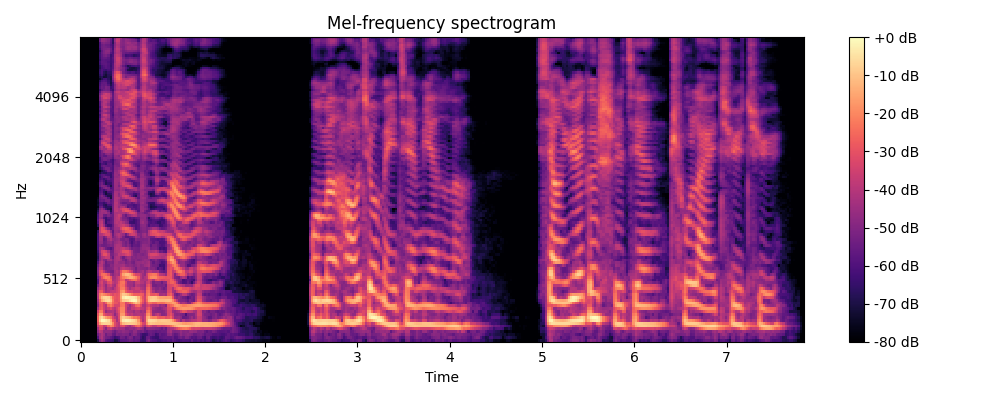 Mel-frequency spectrogram
Hz
4096
2048
1024
512
0
0 1 2 3 4 5 6 7
Time
+0 dB
-10 dB
-20 dB
-30 dB
-40 dB
-50 dB
-60 dB
-70 dB
-80 dB